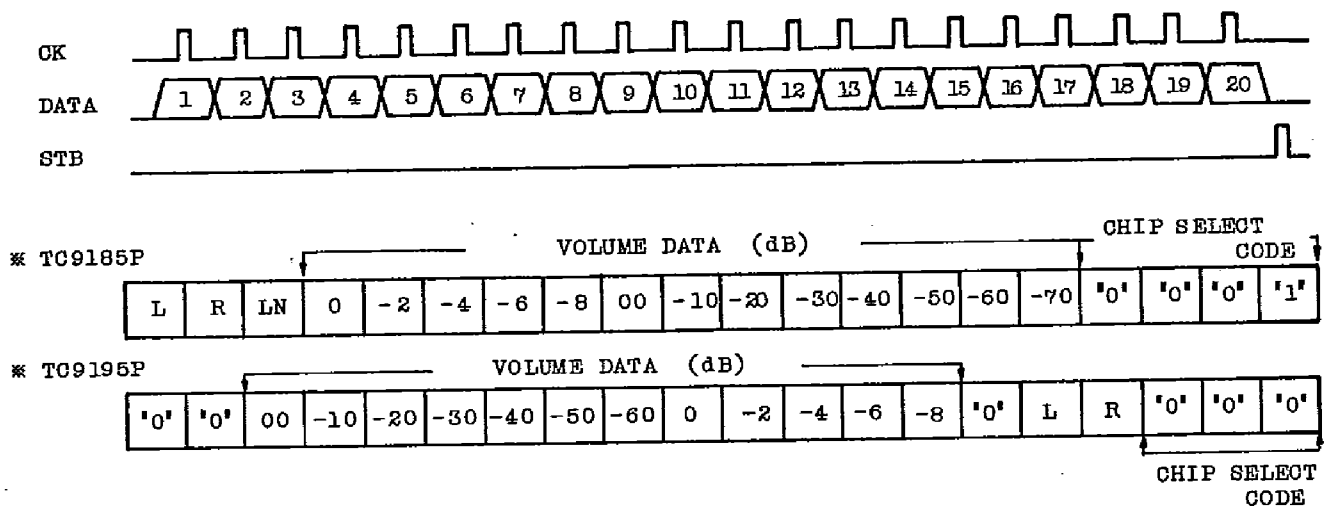 CK
DATA 1 2 3 4 5 6 7 8 9 10 11 12 13 14 15 16 17 18 19 20
STB
※ TC9185P VOLUME DATA (dB) CHIP SELECT CODE
L R LN 0 -2 -4 -6 -8 00 -10 -20 -30 -40 -50 -60 -70 "0" "0" "0" "1"
※ TC9195P VOLUME DATA (dB)
"0" "0" 00 -10 -20 -30 -40 -50 -60 0 -2 -4 -6 -8 "0" L R "0" "0" "0"
CHIP SELECT
CODE